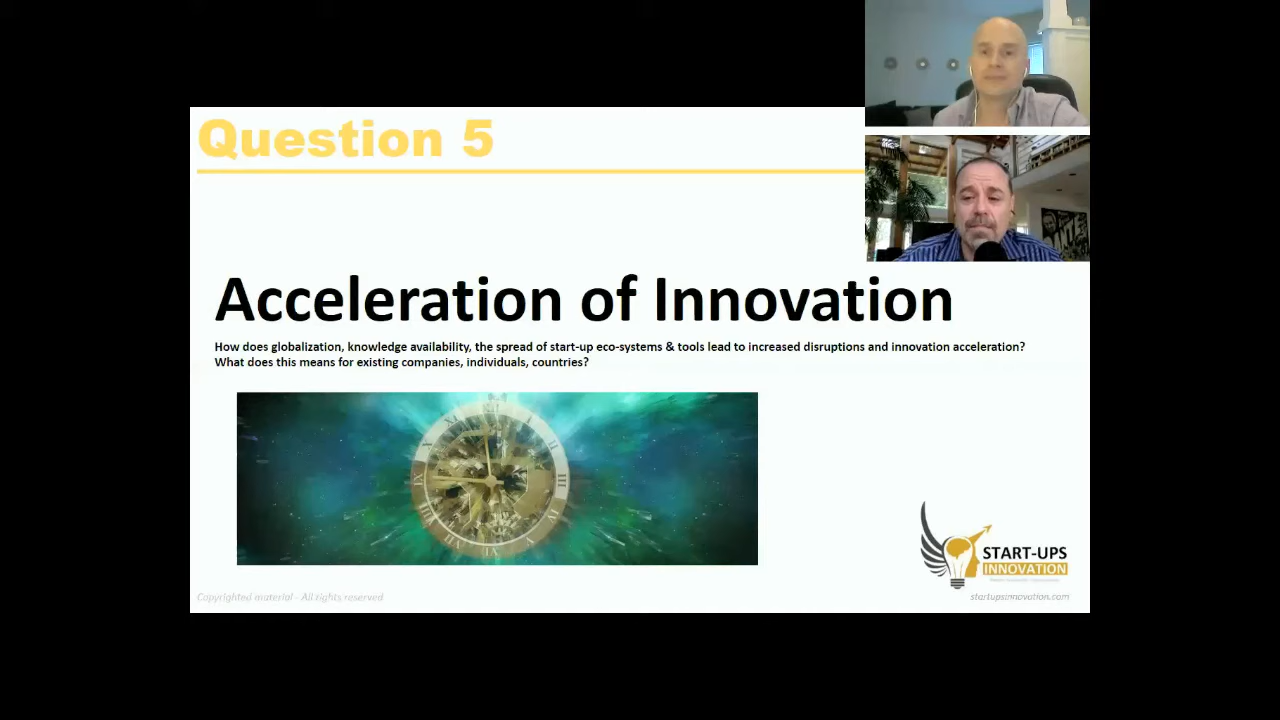 Question 5
Acceleration of Innovation
How does globalization, knowledge availability, the spread of start-up eco-systems & tools lead to increased disruptions and innovation acceleration?
What does this means for existing companies, individuals, countries?
START-UPS
INNOVATION
Copyrighted material - All rights reserved
startupsinnovation.com